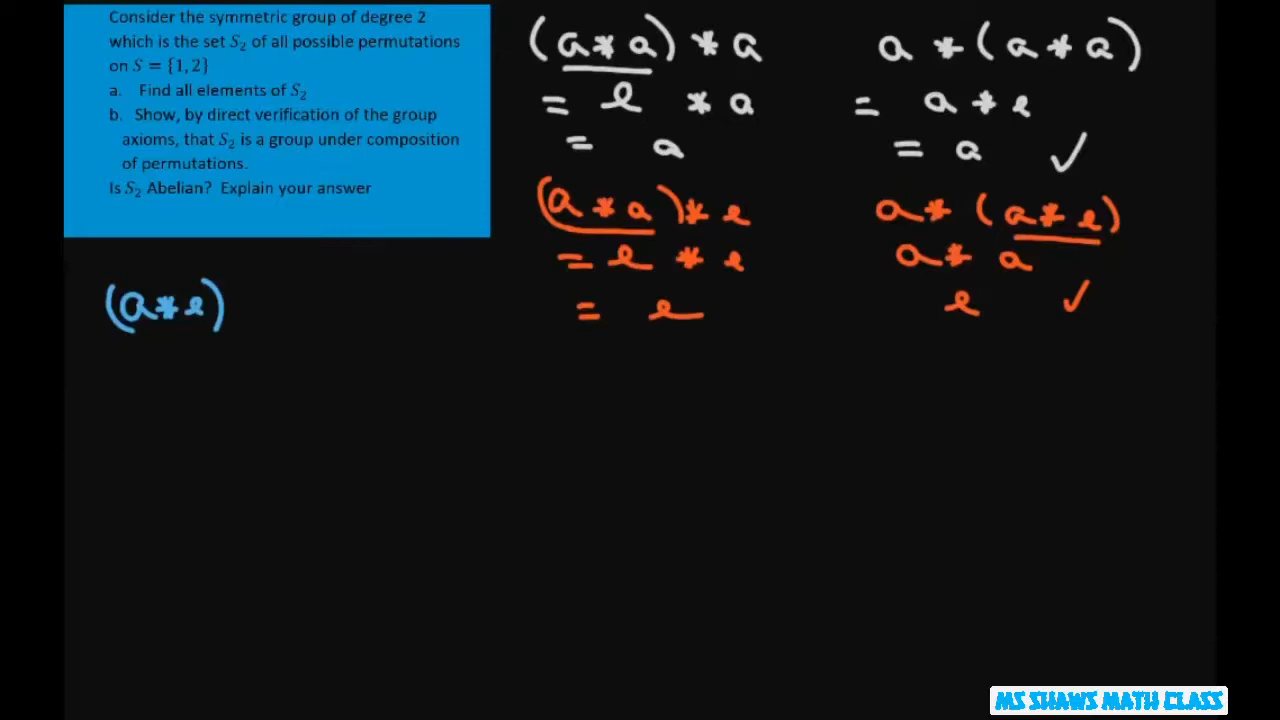 Consider the symmetric group of degree 2
which is the set S₂ of all possible permutations
on S = {1, 2}
a. Find all elements of S₂
b. Show, by direct verification of the group
axioms, that S₂ is a group under composition
of permutations.
Is S₂ Abelian? Explain your answer
(a * e)
(a * a) * a
= e * a
= a
a * (a * a)
= a * e
= a ✓
(a * a) * e
= e * e
= e
a * (a * e)
a * a
e ✓
MS SHAWS MATH CLASS